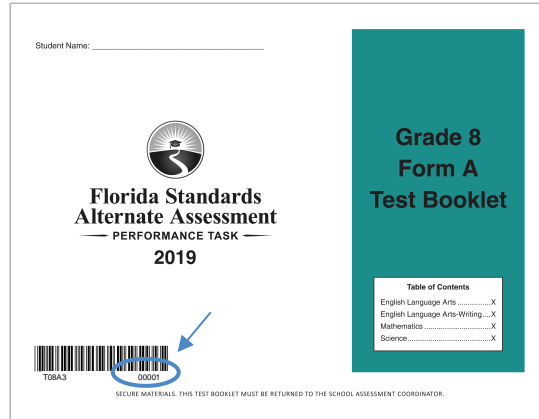 Student Name: ______________________________________
Grade 8
Form A
Test Booklet
Florida Standards
Alternate Assessment
PERFORMANCE TASK
2019
Table of Contents
English Language Arts ................X
English Language Arts-Writing....X
Mathematics ................................X
Science........................................X
T08A3 00001
SECURE MATERIALS. THIS TEST BOOKLET MUST BE RETURNED TO THE SCHOOL ASSESSMENT COORDINATOR.